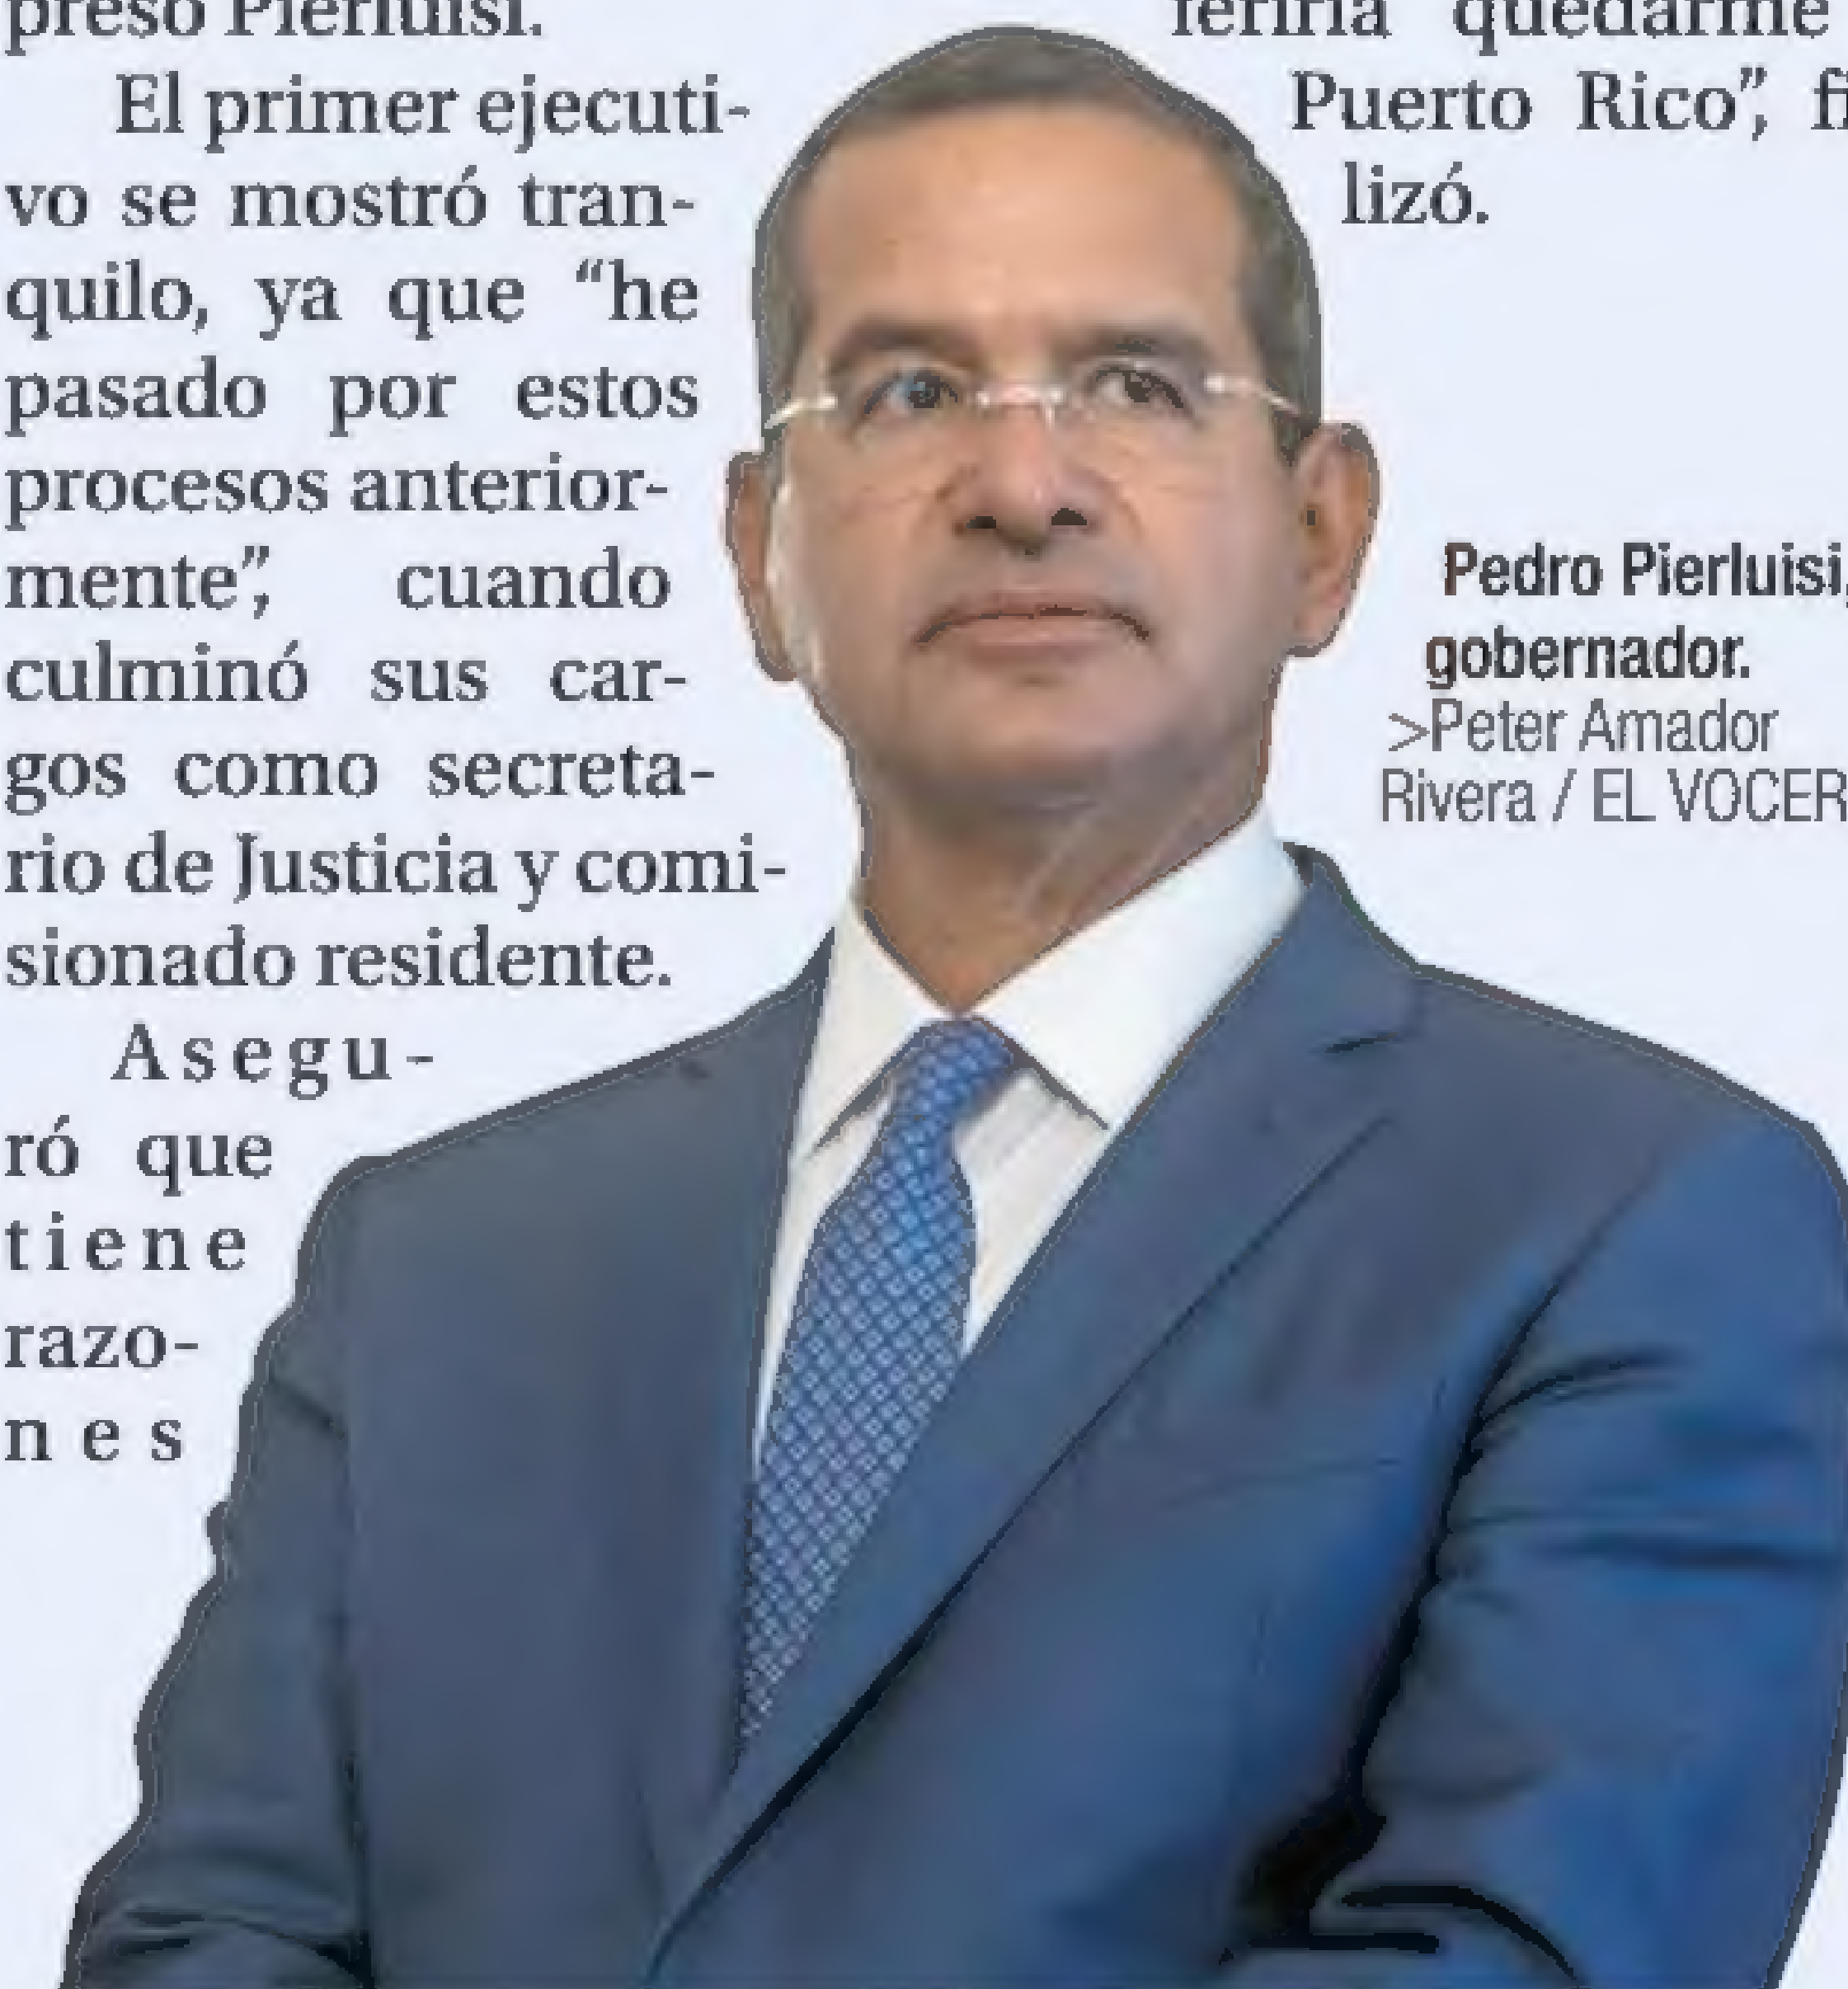 preso Pierluisi.
El primer ejecuti-
vo se mostró tran-
quilo, ya que “he
pasado por estos
procesos anterior-
mente”, cuando
culminó sus car-
gos como secreta-
rio de Justicia y comi-
sionado residente.
Asegu-
ró que
tiene
razo-
nes
feriría quedarme
Puerto Rico”, fi
lizó.
Pedro Pierluisi,
gobernador.
>Peter Amador
Rivera / EL VOCER